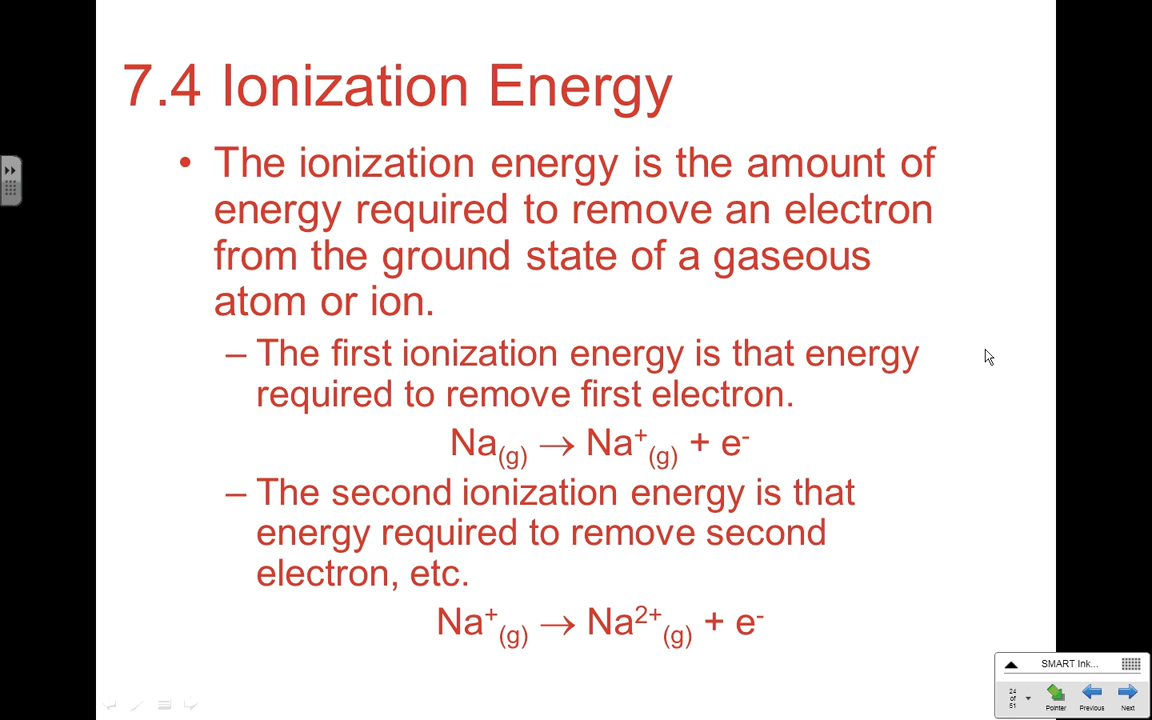 7.4 Ionization Energy
• The ionization energy is the amount of
energy required to remove an electron
from the ground state of a gaseous
atom or ion.
– The first ionization energy is that energy
required to remove first electron.
Na(g) → Na⁺(g) + e⁻
– The second ionization energy is that
energy required to remove second
electron, etc.
Na⁺(g) → Na²⁺(g) + e⁻
SMART Ink...
24
of
51
Pointer Previous Next